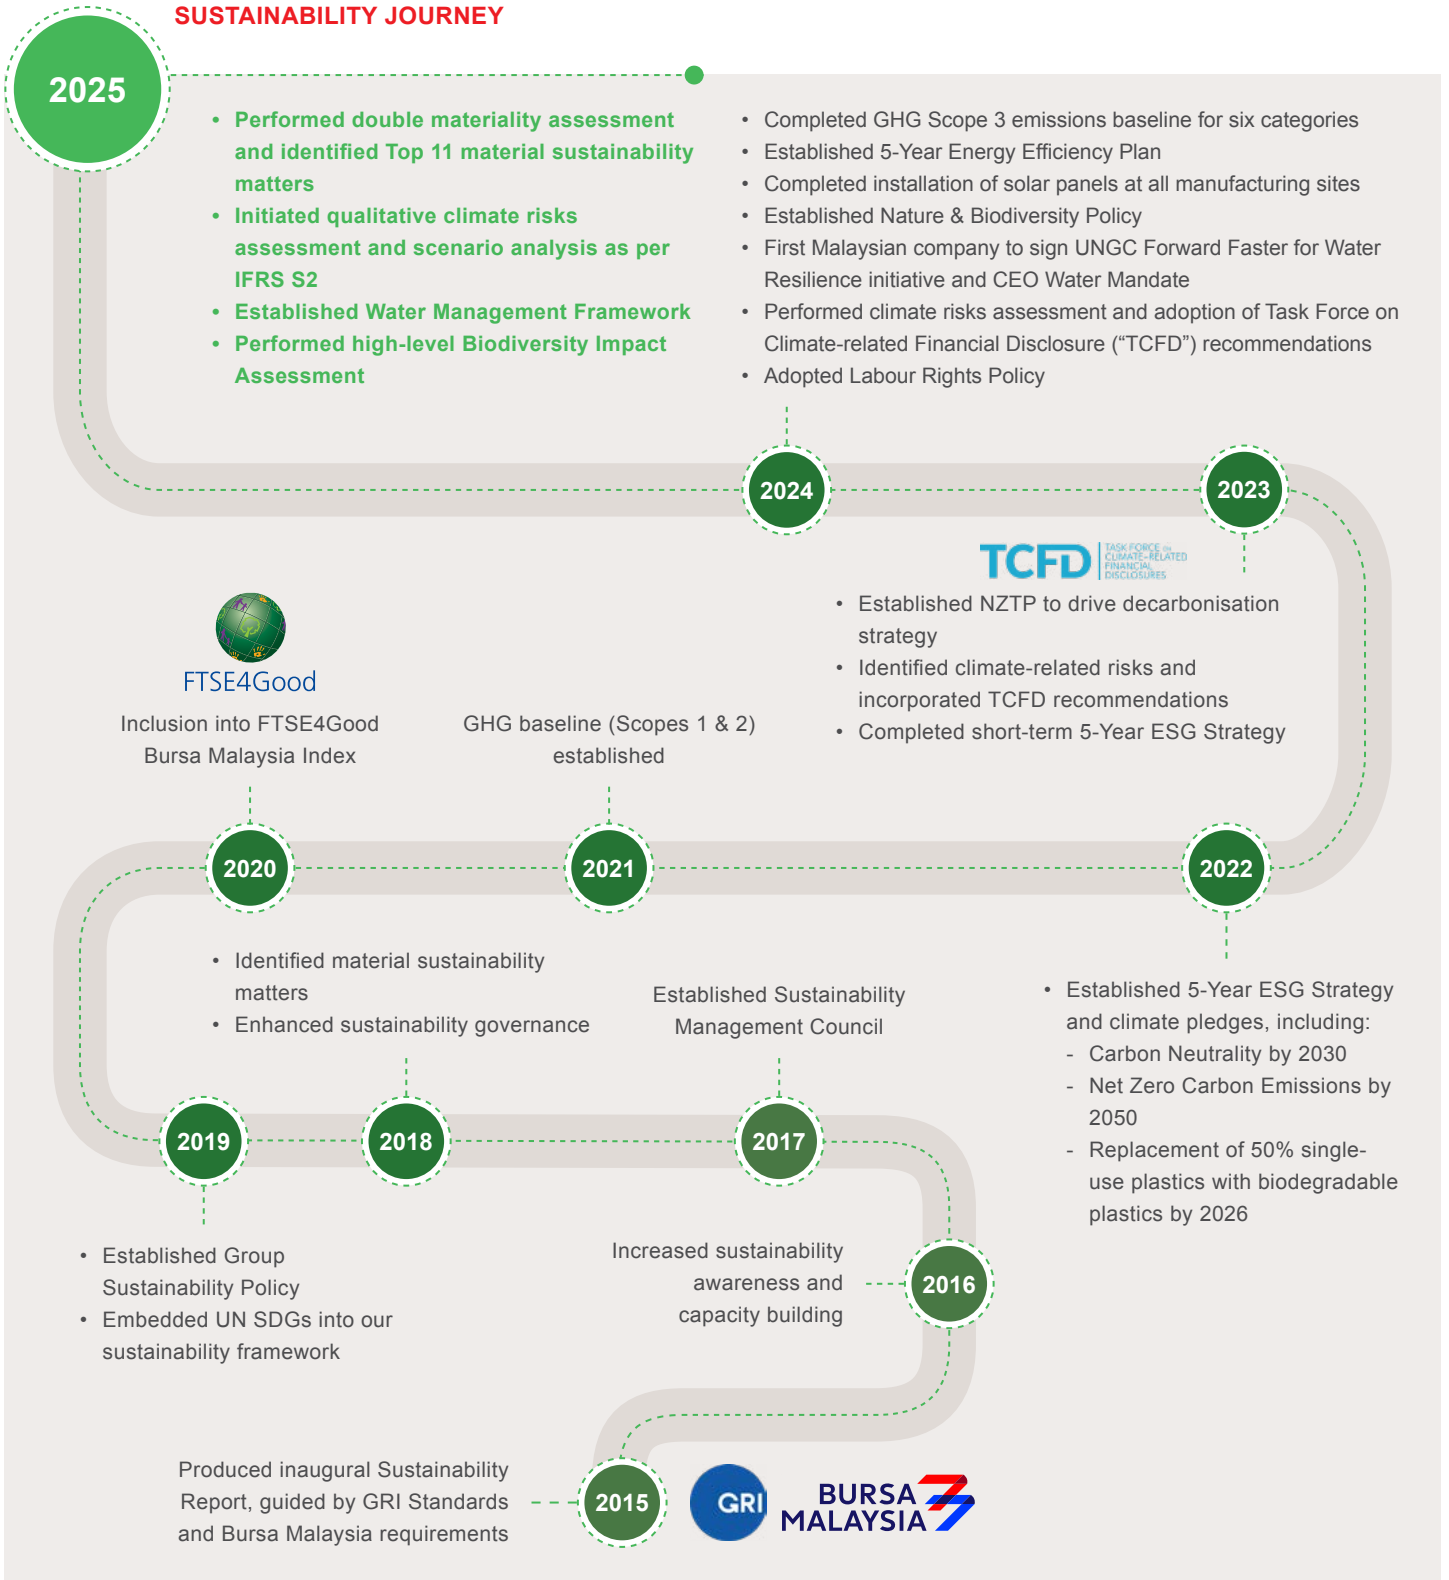 SUSTAINABILITY JOURNEY
2025
• Performed double materiality assessment
and identified Top 11 material sustainability
matters
• Initiated qualitative climate risks
assessment and scenario analysis as per
IFRS S2
• Established Water Management Framework
• Performed high-level Biodiversity Impact
Assessment
• Completed GHG Scope 3 emissions baseline for six categories
• Established 5-Year Energy Efficiency Plan
• Completed installation of solar panels at all manufacturing sites
• Established Nature & Biodiversity Policy
• First Malaysian company to sign UNGC Forward Faster for Water
Resilience initiative and CEO Water Mandate
• Performed climate risks assessment and adoption of Task Force on
Climate-related Financial Disclosure (“TCFD”) recommendations
• Adopted Labour Rights Policy
2024
2023
TCFD
TASK FORCE ON
CLIMATE-RELATED
FINANCIAL
DISCLOSURES
• Established NZTP to drive decarbonisation
strategy
• Identified climate-related risks and
incorporated TCFD recommendations
• Completed short-term 5-Year ESG Strategy
FTSE4Good
Inclusion into FTSE4Good
Bursa Malaysia Index
GHG baseline (Scopes 1 & 2)
established
2020
2021
2022
• Identified material sustainability
matters
• Enhanced sustainability governance
Established Sustainability
Management Council
• Established 5-Year ESG Strategy
and climate pledges, including:
- Carbon Neutrality by 2030
- Net Zero Carbon Emissions by
2050
- Replacement of 50% single-
use plastics with biodegradable
plastics by 2026
2019
2018
2017
• Established Group
Sustainability Policy
• Embedded UN SDGs into our
sustainability framework
Increased sustainability
awareness and
capacity building
2016
Produced inaugural Sustainability
Report, guided by GRI Standards
and Bursa Malaysia requirements
2015
GRI
BURSA
MALAYSIA